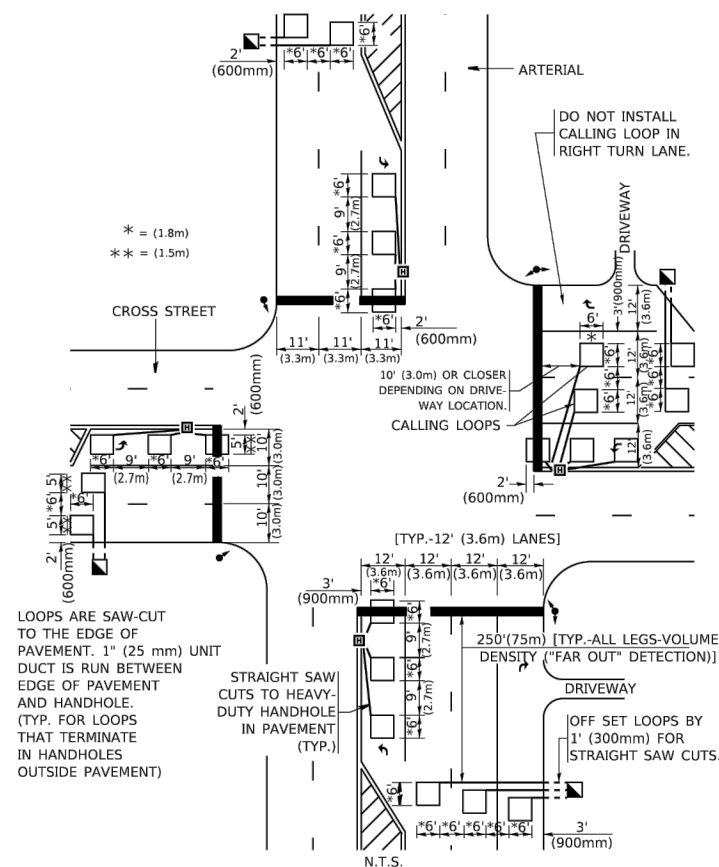 *6'
2'
(600mm)
*6' *6' *6'
ARTERIAL
DO NOT INSTALL
CALLING LOOP IN
RIGHT TURN LANE.
DRIVEWAY
* = (1.8m)
** = (1.5m)
*6'
9'
(2.7m)
*6'
9'
(2.7m)
*6'
H
CROSS STREET
*6'
2'
(600mm)
11' 11' 11'
(3.3m) (3.3m) (3.3m)
3'(900mm)
12'
(3.6m)
6'
*
*6'
*6'
12'
(3.6m)
12'
(3.6m)
12'
(3.6m)
*6'
*6'
*6'
10' (3.0m) OR CLOSER
DEPENDING ON DRIVE-
WAY LOCATION.
CALLING LOOPS
H
2'
(600mm)
2'
(600mm)
H
5'
**
10'
(3.0m)
10'
(3.0m)
10'
(3.0m)
*6' 9' *6' 9' *6'
(2.7m) (2.7m)
5'
**
*6'
*6'
5'
**
2'
(600mm)
[TYP.-12' (3.6m) LANES]
12' 12' 12' 12'
(3.6m) (3.6m) (3.6m) (3.6m)
3'
(900mm)
*6'
*6'
9'
(2.7m)
*6'
9'
(2.7m)
*6'
H
LOOPS ARE SAW-CUT
TO THE EDGE OF
PAVEMENT. 1" (25 mm) UNIT
DUCT IS RUN BETWEEN
EDGE OF PAVEMENT
AND HANDHOLE.
(TYP. FOR LOOPS
THAT TERMINATE
IN HANDHOLES
OUTSIDE PAVEMENT)
STRAIGHT SAW
CUTS TO HEAVY-
DUTY HANDHOLE
IN PAVEMENT
(TYP.)
250'(75m) [TYP.-ALL LEGS-VOLUME
DENSITY ("FAR OUT" DETECTION)]
DRIVEWAY
OFF SET LOOPS BY
1' (300mm) FOR
STRAIGHT SAW CUTS.
*6'
*6' *6' *6' *6' *6'
3'
(900mm)
N.T.S.